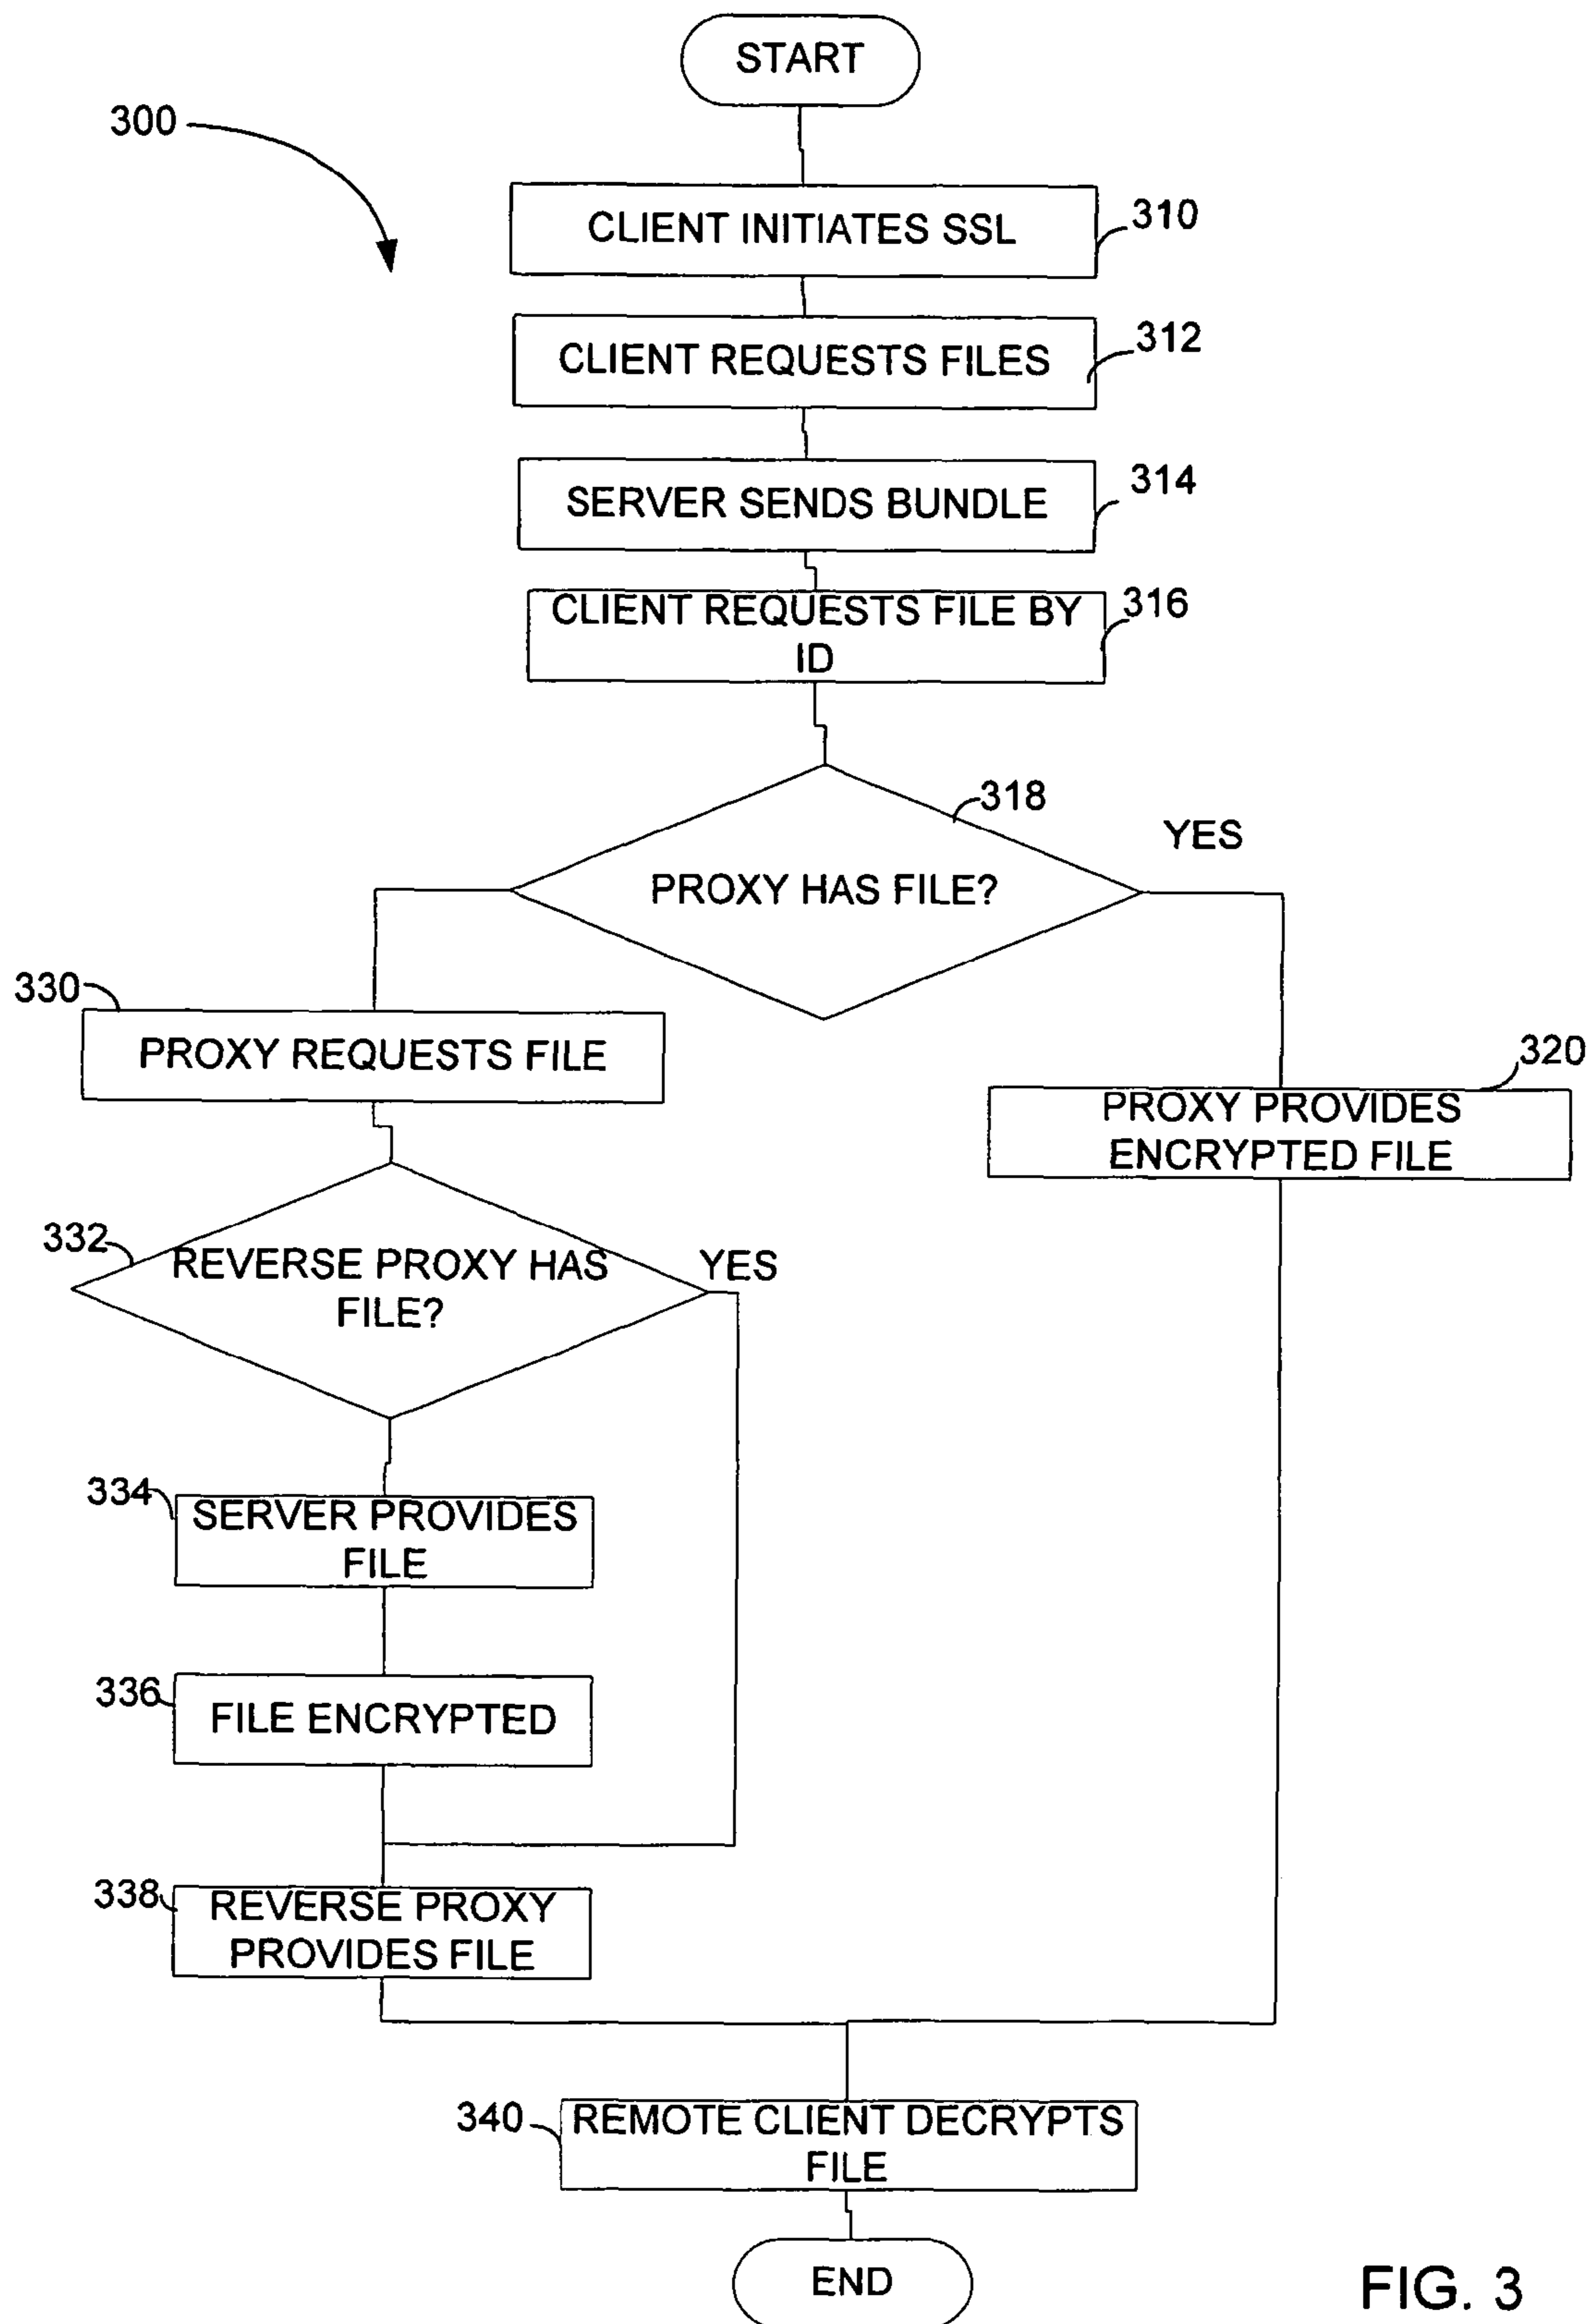 START
300
CLIENT INITIATES SSL
310
CLIENT REQUESTS FILES
312
SERVER SENDS BUNDLE
314
CLIENT REQUESTS FILE BY
ID
316
318
YES
PROXY HAS FILE?
330
PROXY REQUESTS FILE
320
PROXY PROVIDES
ENCRYPTED FILE
332
REVERSE PROXY HAS
FILE?
YES
334
SERVER PROVIDES
FILE
336
FILE ENCRYPTED
338
REVERSE PROXY
PROVIDES FILE
340
REMOTE CLIENT DECRYPTS
FILE
END
FIG. 3